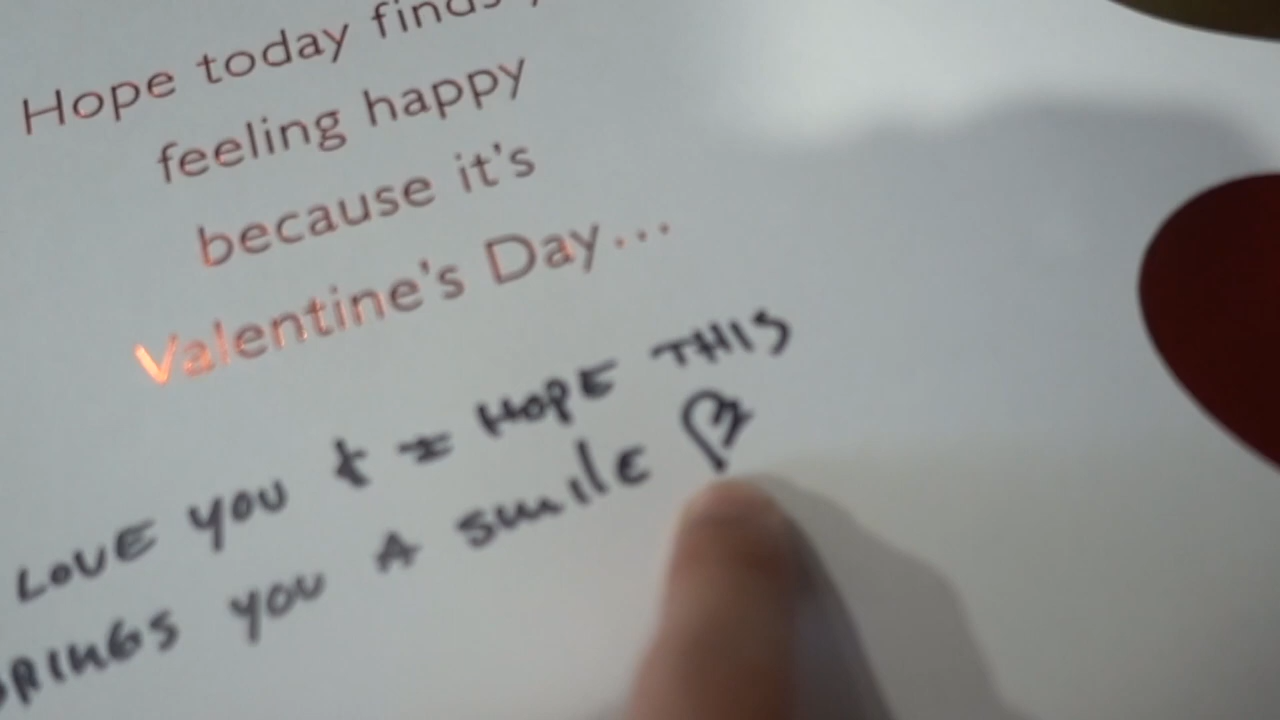 Hope today finds
feeling happy
because it's
Valentine's Day...
LOVE YOU & I HOPE THIS
BRINGS YOU A SMILE